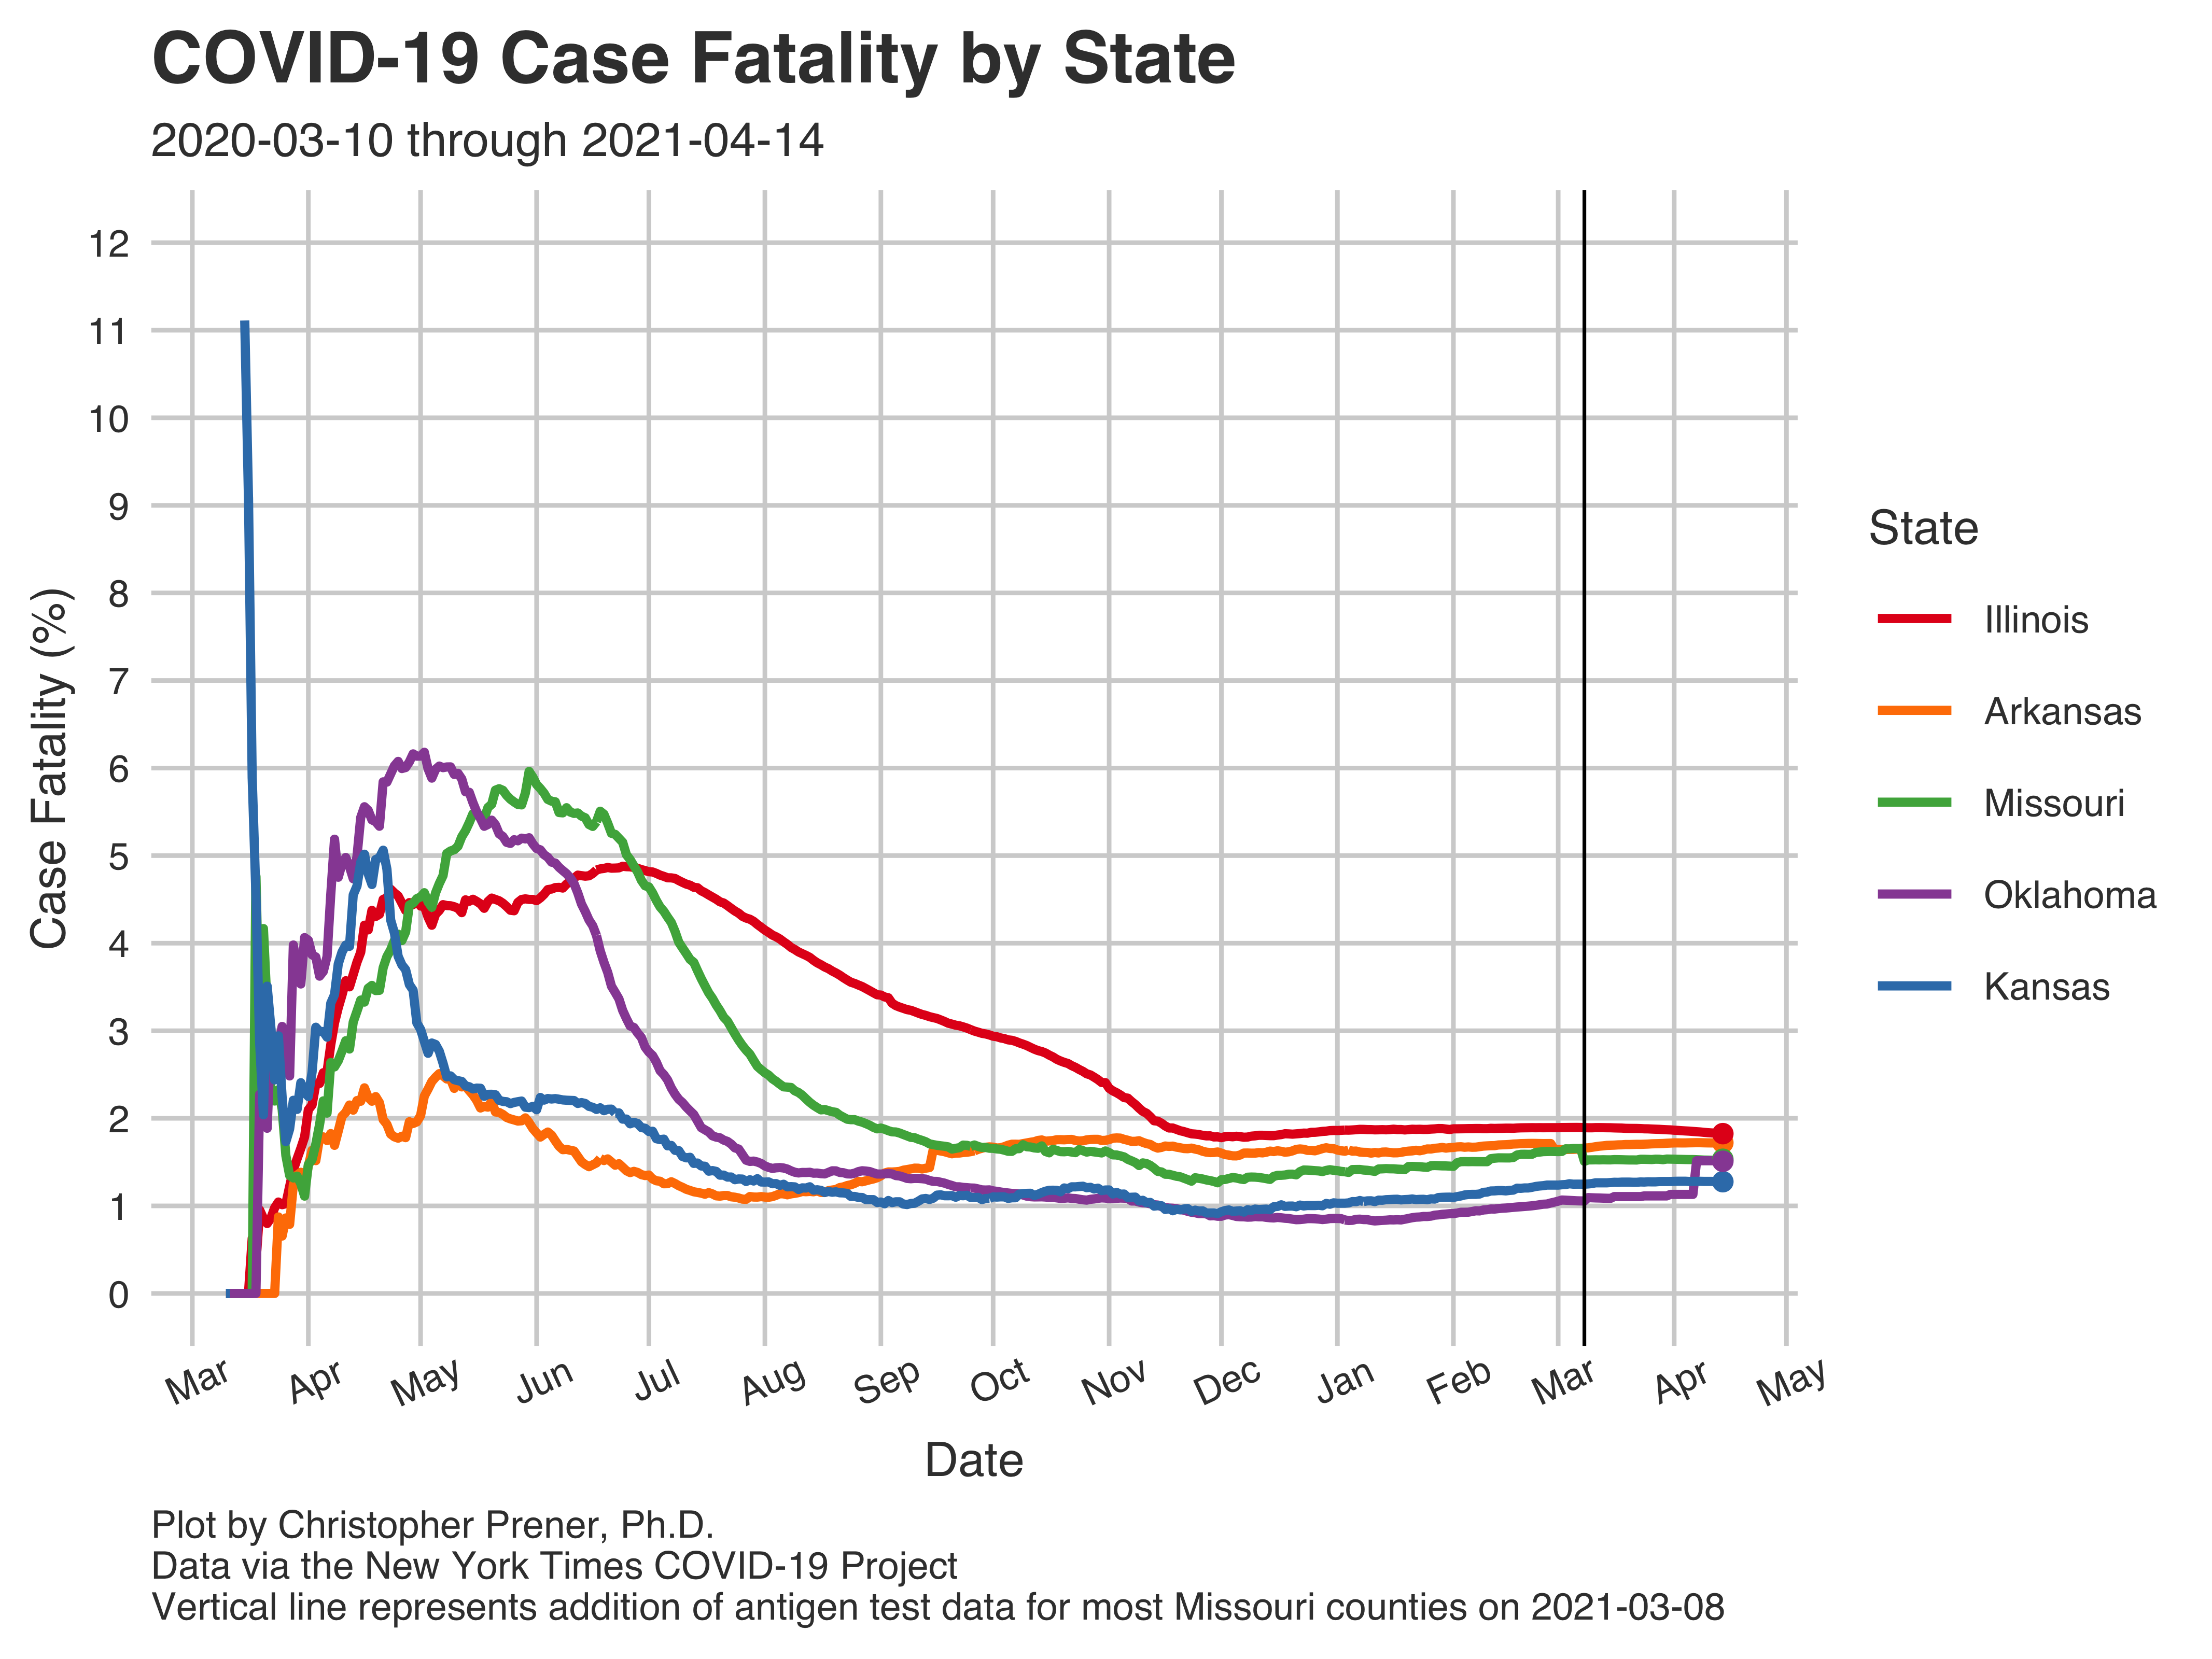 COVID-19 Case Fatality by State
2020-03-10 through 2021-04-14
12
11
10
9
8
7
6
5
4
3
2
1
0
Case Fatality (%)
Mar Apr May Jun Jul Aug Sep Oct Nov Dec Jan Feb Mar Apr May
Date
State
Illinois
Arkansas
Missouri
Oklahoma
Kansas
Plot by Christopher Prener, Ph.D.
Data via the New York Times COVID-19 Project
Vertical line represents addition of antigen test data for most Missouri counties on 2021-03-08